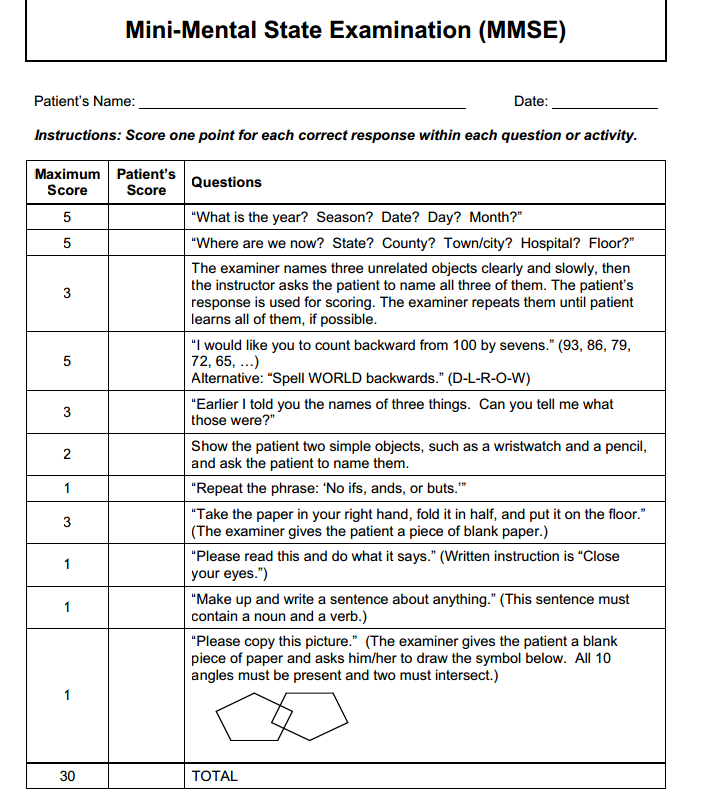 Mini-Mental State Examination (MMSE)
Patient's Name: Date:
Instructions: Score one point for each correct response within each question or activity.
Maximum Score Patient's Score Questions
5 “What is the year? Season? Date? Day? Month?”
5 “Where are we now? State? County? Town/city? Hospital? Floor?”
3 The examiner names three unrelated objects clearly and slowly, then
the instructor asks the patient to name all three of them. The patient’s
response is used for scoring. The examiner repeats them until patient
learns all of them, if possible.
5 “I would like you to count backward from 100 by sevens.” (93, 86, 79,
72, 65, …)
Alternative: “Spell WORLD backwards.” (D-L-R-O-W)
3 “Earlier I told you the names of three things. Can you tell me what
those were?”
2 Show the patient two simple objects, such as a wristwatch and a pencil,
and ask the patient to name them.
1 “Repeat the phrase: ‘No ifs, ands, or buts.’”
3 “Take the paper in your right hand, fold it in half, and put it on the floor.”
(The examiner gives the patient a piece of blank paper.)
1 “Please read this and do what it says.” (Written instruction is “Close
your eyes.”)
1 “Make up and write a sentence about anything.” (This sentence must
contain a noun and a verb.)
1 “Please copy this picture.” (The examiner gives the patient a blank
piece of paper and asks him/her to draw the symbol below. All 10
angles must be present and two must intersect.)
30 TOTAL